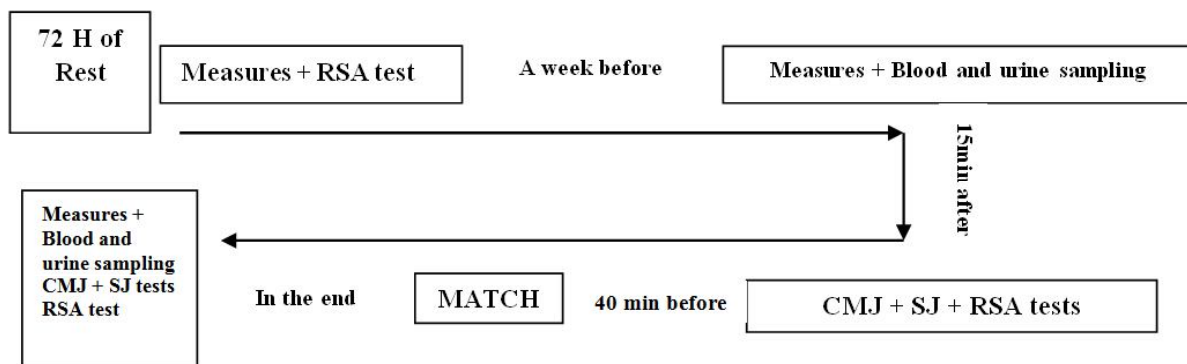 72 H of
Rest
Measures + RSA test
A week before
Measures + Blood and urine sampling
15min after
Measures +
Blood and
urine sampling
CMJ + SJ tests
RSA test
In the end
MATCH
40 min before
CMJ + SJ + RSA tests